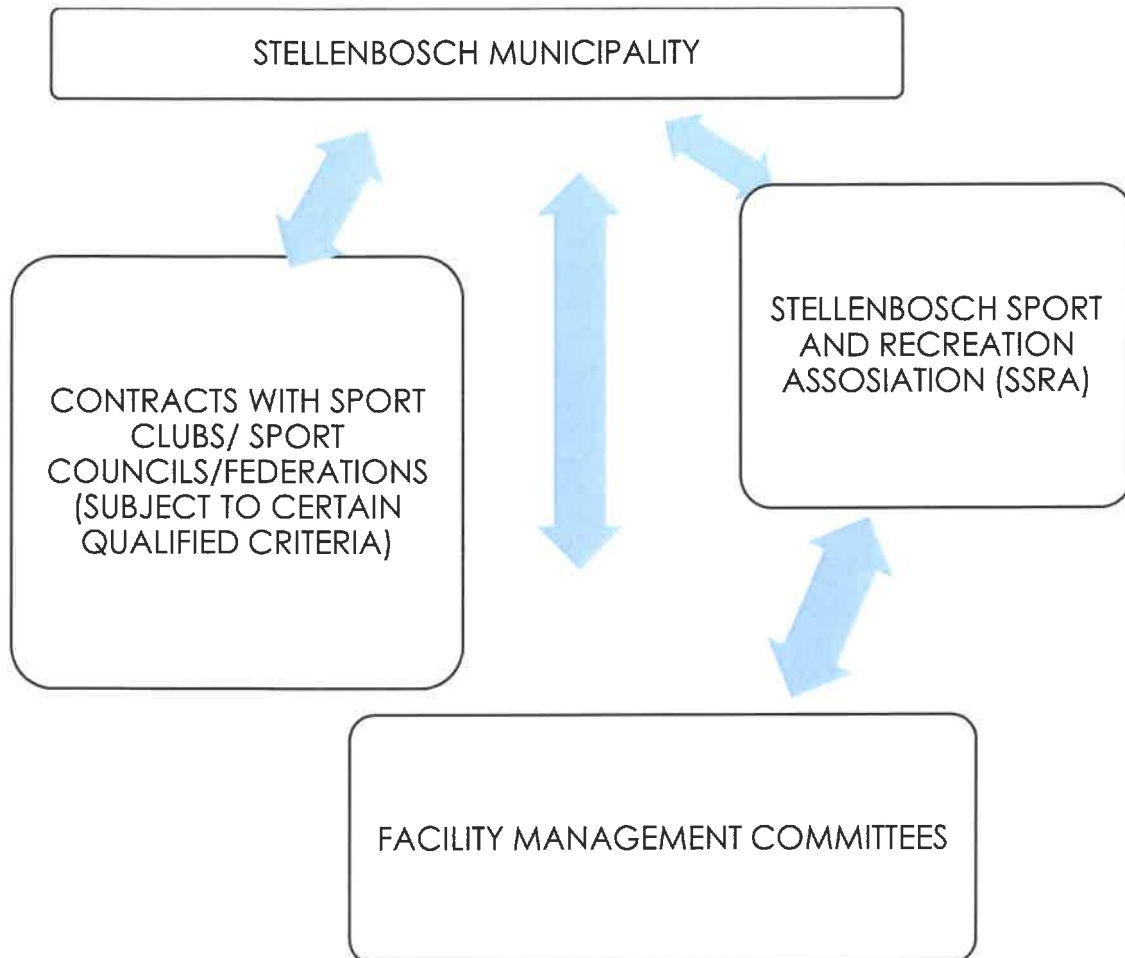 STELLENBOSCH MUNICIPALITY
CONTRACTS WITH SPORT
CLUBS/ SPORT
COUNCILS/FEDERATIONS
(SUBJECT TO CERTAIN
QUALIFIED CRITERIA)
STELLENBOSCH SPORT
AND RECREATION
ASSOSIATION (SSRA)
FACILITY MANAGEMENT COMMITTEES